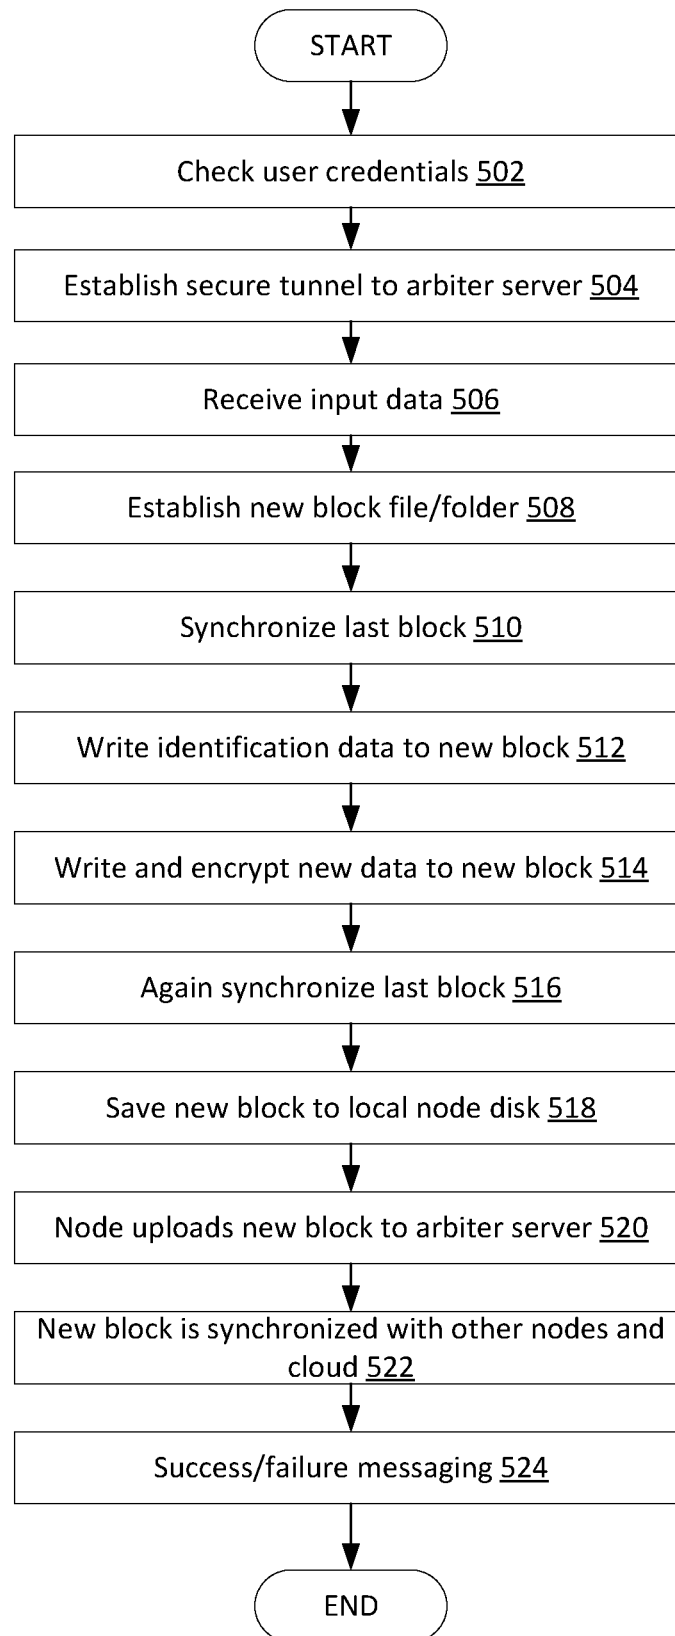 START
Check user credentials 502
Establish secure tunnel to arbiter server 504
Receive input data 506
Establish new block file/folder 508
Synchronize last block 510
Write identification data to new block 512
Write and encrypt new data to new block 514
Again synchronize last block 516
Save new block to local node disk 518
Node uploads new block to arbiter server 520
New block is synchronized with other nodes and
cloud 522
Success/failure messaging 524
END